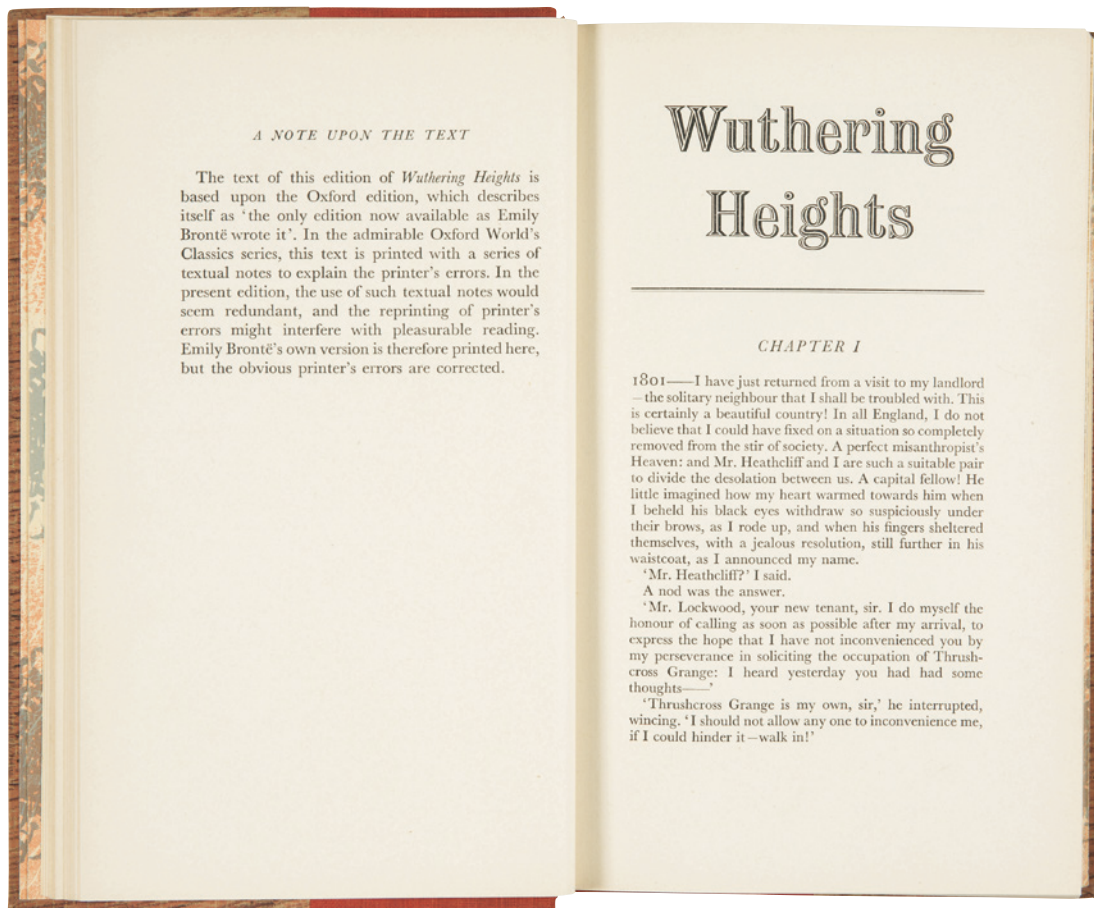 A NOTE UPON THE TEXT
The text of this edition of Wuthering Heights is
based upon the Oxford edition, which describes
itself as ‘the only edition now available as Emily
Brontë wrote it’. In the admirable Oxford World’s
Classics series, this text is printed with a series of
textual notes to explain the printer’s errors. In the
present edition, the use of such textual notes would
seem redundant, and the reprinting of printer’s
errors might interfere with pleasurable reading.
Emily Brontë’s own version is therefore printed here,
but the obvious printer’s errors are corrected.
Wuthering
Heights
CHAPTER I
1801——I have just returned from a visit to my landlord
—the solitary neighbour that I shall be troubled with. This
is certainly a beautiful country! In all England, I do not
believe that I could have fixed on a situation so completely
removed from the stir of society. A perfect misanthropist’s
Heaven: and Mr. Heathcliff and I are such a suitable pair
to divide the desolation between us. A capital fellow! He
little imagined how my heart warmed towards him when
I beheld his black eyes withdraw so suspiciously under
their brows, as I rode up, and when his fingers sheltered
themselves, with a jealous resolution, still further in his
waistcoat, as I announced my name.
‘Mr. Heathcliff?’ I said.
A nod was the answer.
‘Mr. Lockwood, your new tenant, sir. I do myself the
honour of calling as soon as possible after my arrival, to
express the hope that I have not inconvenienced you by
my perseverance in soliciting the occupation of Thrush-
cross Grange: I heard yesterday you had had some
thoughts——’
‘Thrushcross Grange is my own, sir,’ he interrupted,
wincing. ‘I should not allow any one to inconvenience me,
if I could hinder it—walk in!’